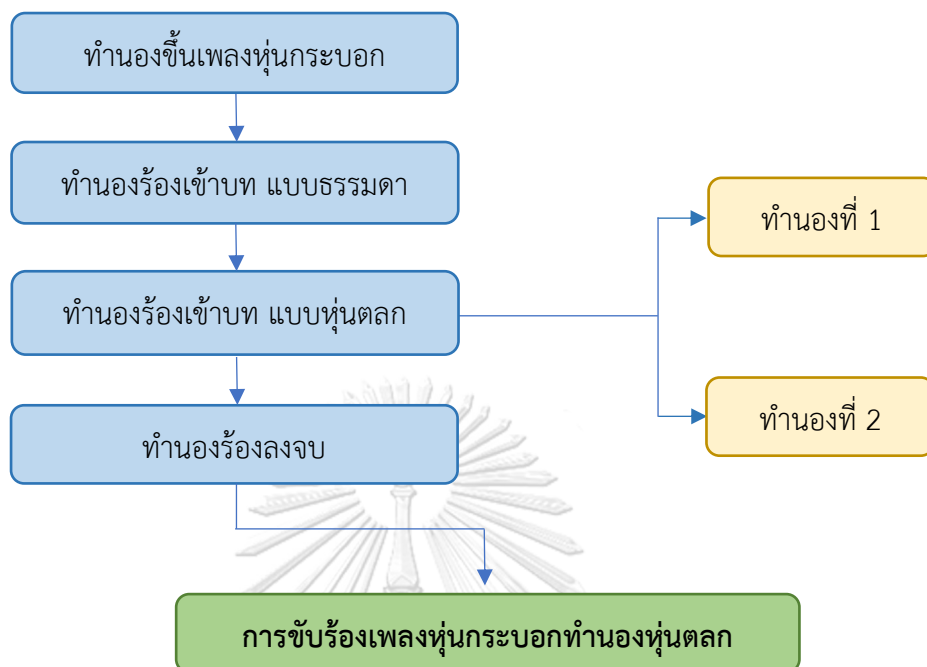 ทำนองขึ้นเพลงหุ่นกระบอก
ทำนองร้องเข้าบท แบบธรรมดา
ทำนองร้องเข้าบท แบบหุ่นตลก
ทำนองที่ 1
ทำนองที่ 2
ทำนองร้องลงจบ
การขับร้องเพลงหุ่นกระบอกทำนองหุ่นตลก